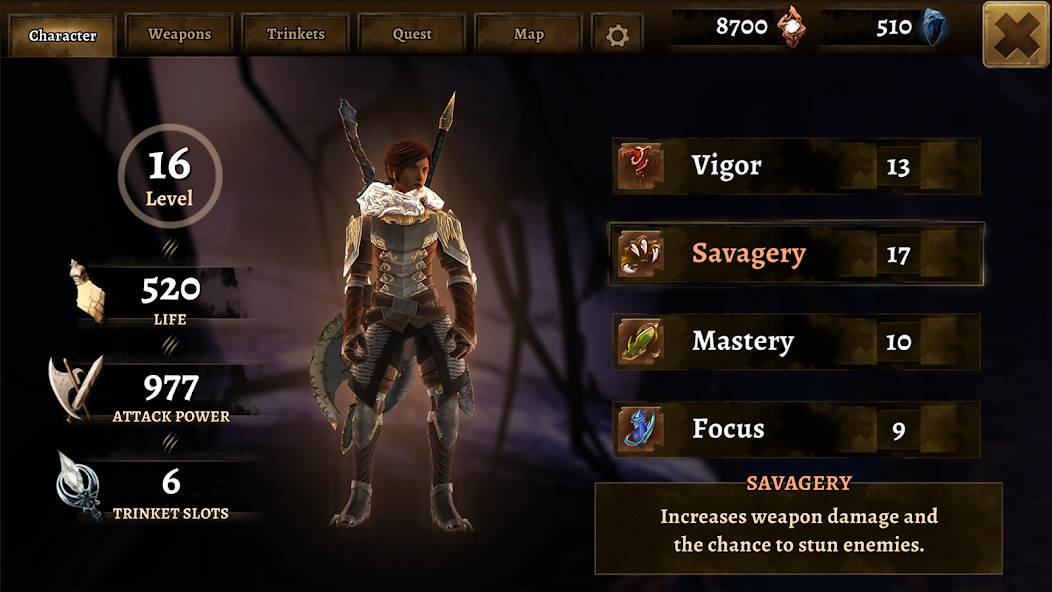 Character
Weapons
Trinkets
Quest
Map
8700
510
16
Level
520
LIFE
977
ATTACK POWER
6
TRINKET SLOTS
Vigor 13
Savagery 17
Mastery 10
Focus 9
SAVAGERY
Increases weapon damage and
the chance to stun enemies.